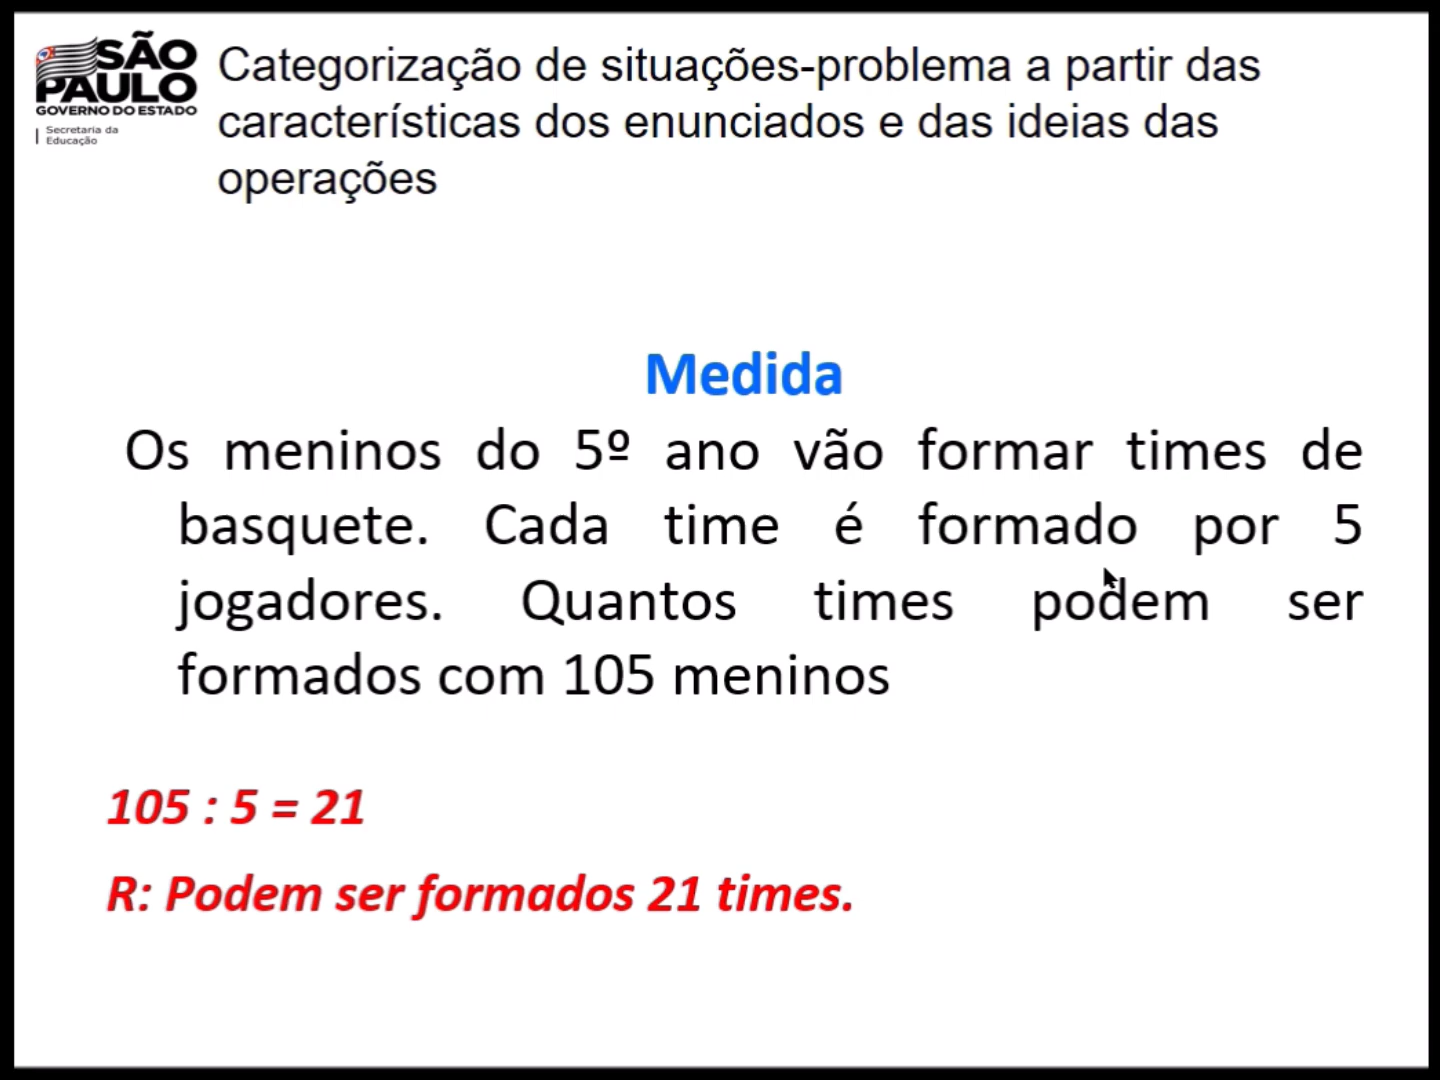 SÃO
PAULO
GOVERNO DO ESTADO
Secretaria da
Educação
Categorização de situações-problema a partir das
características dos enunciados e das ideias das
operações
Medida
Os meninos do 5º ano vão formar times de
basquete. Cada time é formado por 5
jogadores. Quantos times podem ser
formados com 105 meninos
105 : 5 = 21
R: Podem ser formados 21 times.